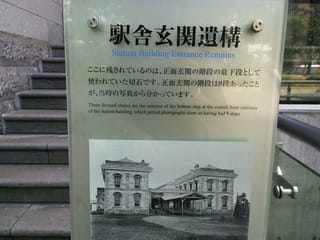 駅舎玄関遺構
Station Building Entrance Remains
ここに残されているのは、正面玄関の階段の最下段として
使われていた切石です。正面玄関の階段は9段あったこと
が、当時の写真から分かっています。
These dressed stones are the remains of the bottom step at the central front entrance
of the station building, which period photographs show as having had 9 steps.